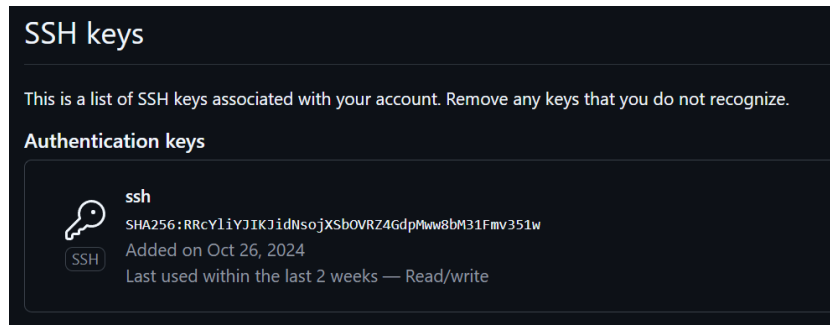 SSH keys
This is a list of SSH keys associated with your account. Remove any keys that you do not recognize.
Authentication keys
ssh
SHA256:RRcYliYJIKJidNsojXSbOVRZ4GdpMww8bM31Fmv351w
Added on Oct 26, 2024
SSH
Last used within the last 2 weeks — Read/write